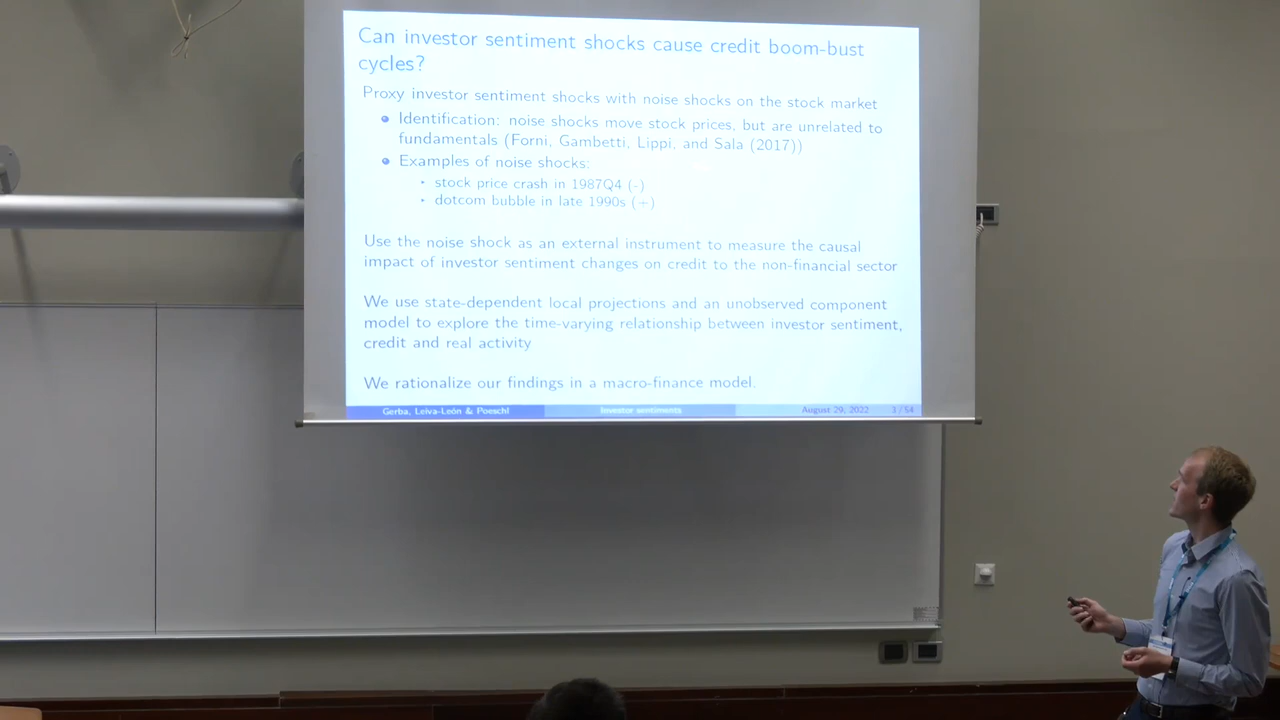 Can investor sentiment shocks cause credit boom-bust
cycles?
Proxy investor sentiment shocks with noise shocks on the stock market
Identification: noise shocks move stock prices, but are unrelated to
fundamentals (Forni, Gambetti, Lippi, and Sala (2017))
Examples of noise shocks:
stock price crash in 1987Q4 (-)
dotcom bubble in late 1990s (+)
Use the noise shock as an external instrument to measure the causal
impact of investor sentiment changes on credit to the non-financial sector
We use state-dependent local projections and an unobserved component
model to explore the time-varying relationship between investor sentiment,
credit and real activity
We rationalize our findings in a macro-finance model.
Gerba, Leiva-León & Poeschl Investor sentiments August 29, 2022 3 / 54